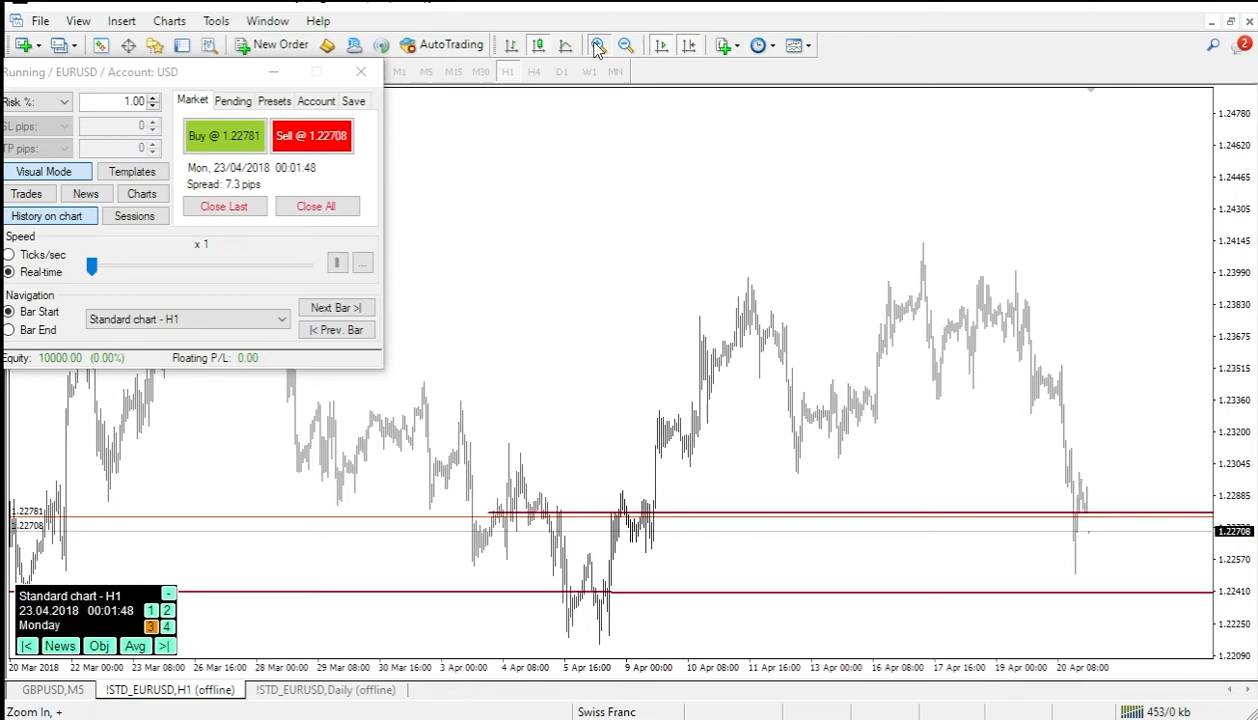 File View Insert Charts Tools Window Help
New Order AutoTrading 2
Running / EURUSD / Account: USD
M1 M5 M15 M30 H1 H4 D1 W1 MN
Risk %: 1.00
Market Pending Presets Account Save
SL pips: 0
Buy @ 1.22781 Sell @ 1.22708
TP pips: 0
Visual Mode Templates
Mon, 23/04/2018 00:01:48
Spread: 7.3 pips
Trades News Charts
Close Last Close All
History on chart Sessions
Speed
x 1
Ticks/sec
Real-time
...
Navigation
Bar Start
Standard chart - H1
Next Bar >|
Bar End
|< Prev. Bar
Equity: 10000.00 (0.00%) Floating P/L: 0.00
1.24780
1.24620
1.24465
1.24305
1.24145
1.23990
1.23830
1.23675
1.23515
1.23360
1.23200
1.23045
1.22885
1.22708
1.22560
1.22410
1.22250
1.22090
1.22781
1.22708
Standard chart - H1
-
23.04.2018 00:01:48
1 2
Monday
3 4
|< News Obj Avg >|
20 Mar 2018 22 Mar 00:00 23 Mar 08:00 26 Mar 16:00 28 Mar 00:00 29 Mar 08:00 30 Mar 16:00 3 Apr 00:00 4 Apr 08:00 5 Apr 16:00 9 Apr 00:00 10 Apr 08:00 11 Apr 16:00 13 Apr 00:00 16 Apr 08:00 17 Apr 16:00 19 Apr 00:00 20 Apr 08:00
GBPUSD,M5 !STD_EURUSD,H1 (offline) !STD_EURUSD,Daily (offline)
Zoom In, + Swiss Franc 453/0 kb